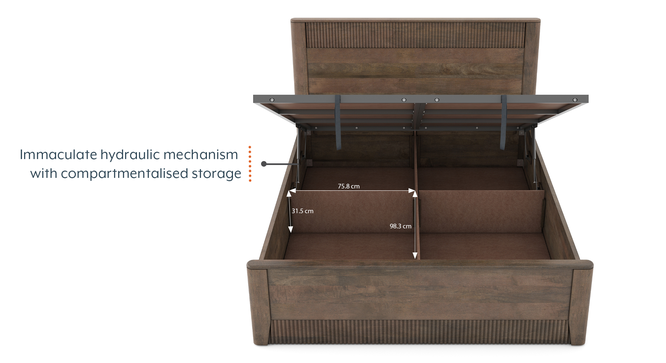 Immaculate hydraulic mechanism
with compartmentalised storage
75.8 cm
31.5 cm
98.3 cm